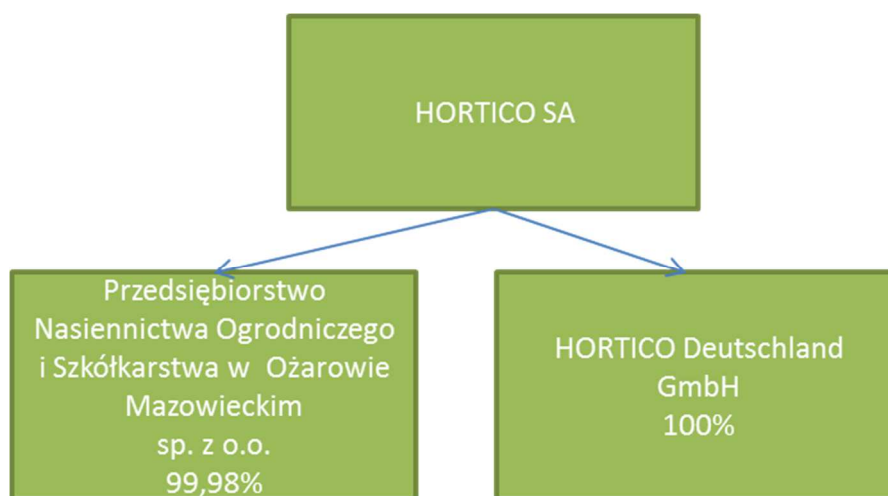 HORTICO SA
Przedsiębiorstwo
Nasiennictwa Ogrodniczego
i Szkółkarstwa w Ożarowie
Mazowieckim
sp. z o.o.
99,98%
HORTICO Deutschland
GmbH
100%